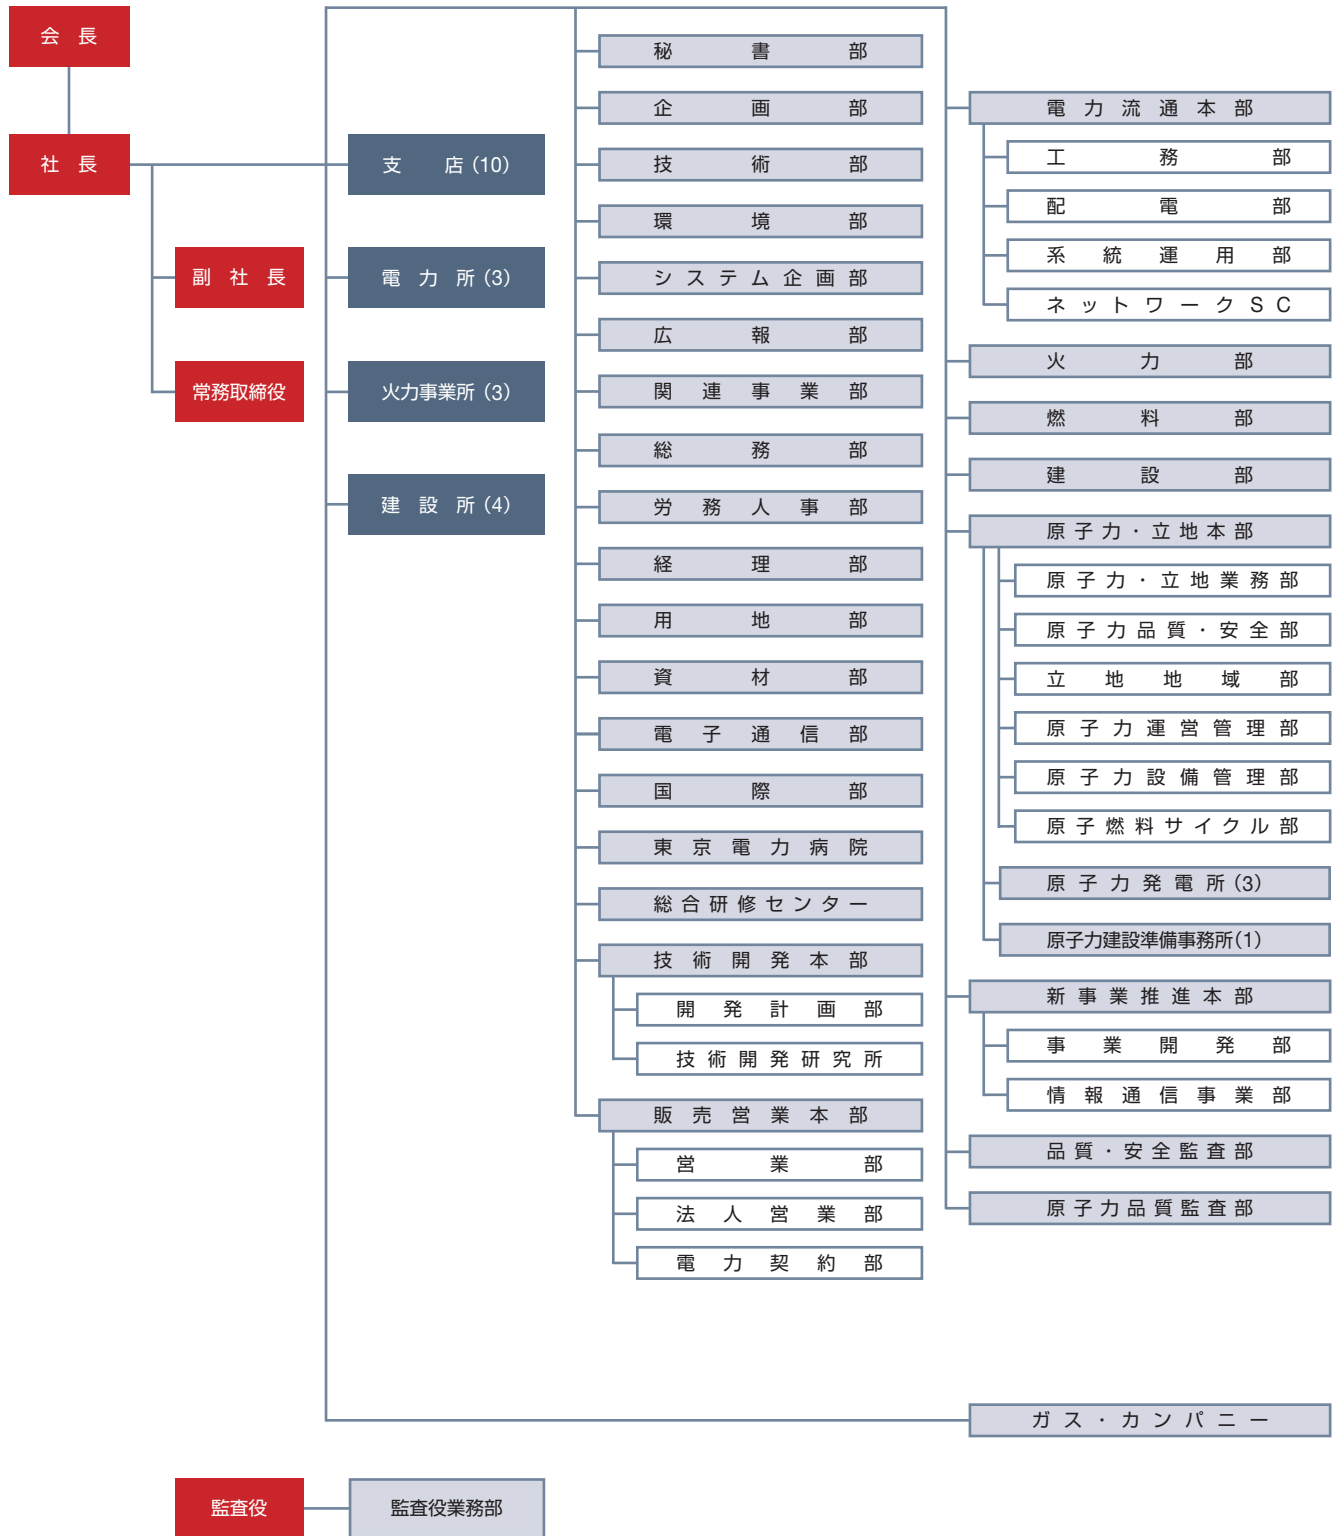 会長
社長
副社長
常務取締役
支店(10)
電力所(3)
火力事業所(3)
建設所(4)
秘書部
企画部
技術部
環境部
システム企画部
広報部
関連事業部
総務部
労務人事部
経理部
用地部
資材部
電子通信部
国際部
東京電力病院
総合研修センター
技術開発本部
開発計画部
技術開発研究所
販売営業本部
営業部
法人営業部
電力契約部
電力流通本部
工務部
配電部
系統運用部
ネットワークSC
火力部
燃料部
建設部
原子力・立地本部
原子力・立地業務部
原子力品質・安全部
立地地域部
原子力運営管理部
原子力設備管理部
原子燃料サイクル部
原子力発電所(3)
原子力建設準備事務所(1)
新事業推進本部
事業開発部
情報通信事業部
品質・安全監査部
原子力品質監査部
ガス・カンパニー
監査役
監査役業務部